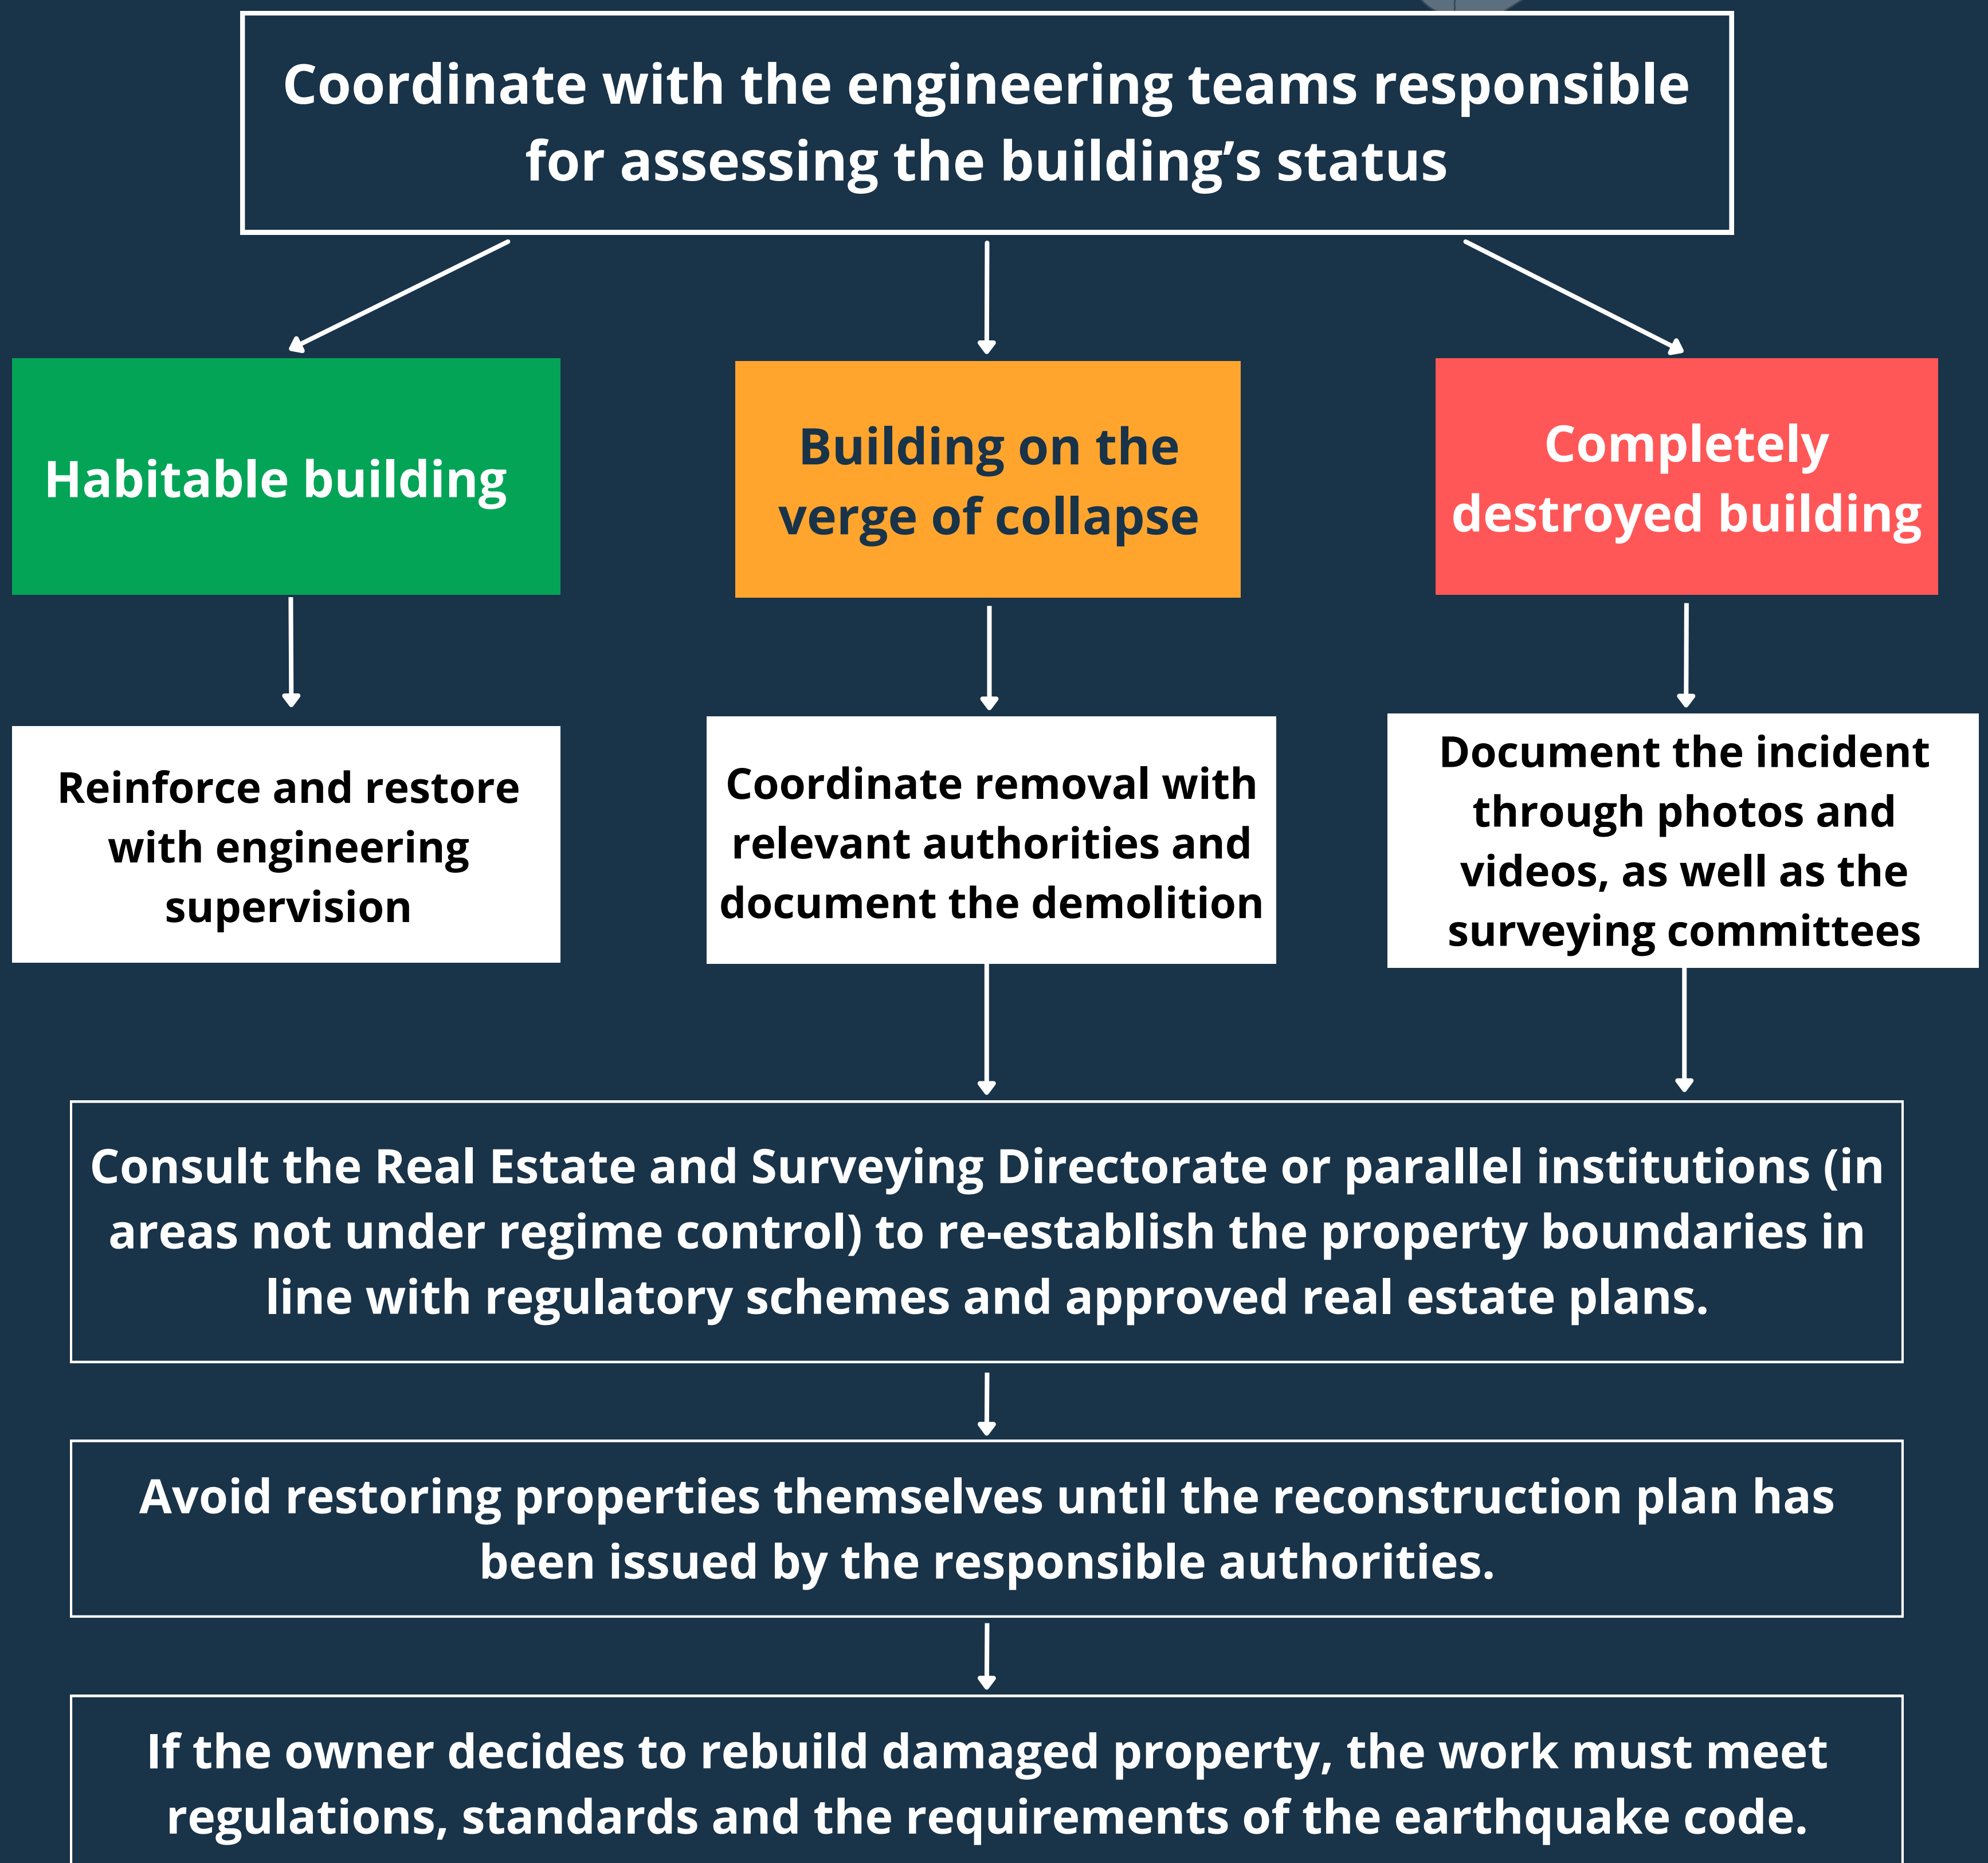 Coordinate with the engineering teams responsible
for assessing the building’s status
Habitable building
Building on the
verge of collapse
Completely
destroyed building
Reinforce and restore
with engineering
supervision
Coordinate removal with
relevant authorities and
document the demolition
Document the incident
through photos and
videos, as well as the
surveying committees
Consult the Real Estate and Surveying Directorate or parallel institutions (in
areas not under regime control) to re-establish the property boundaries in
line with regulatory schemes and approved real estate plans.
Avoid restoring properties themselves until the reconstruction plan has
been issued by the responsible authorities.
If the owner decides to rebuild damaged property, the work must meet
regulations, standards and the requirements of the earthquake code.